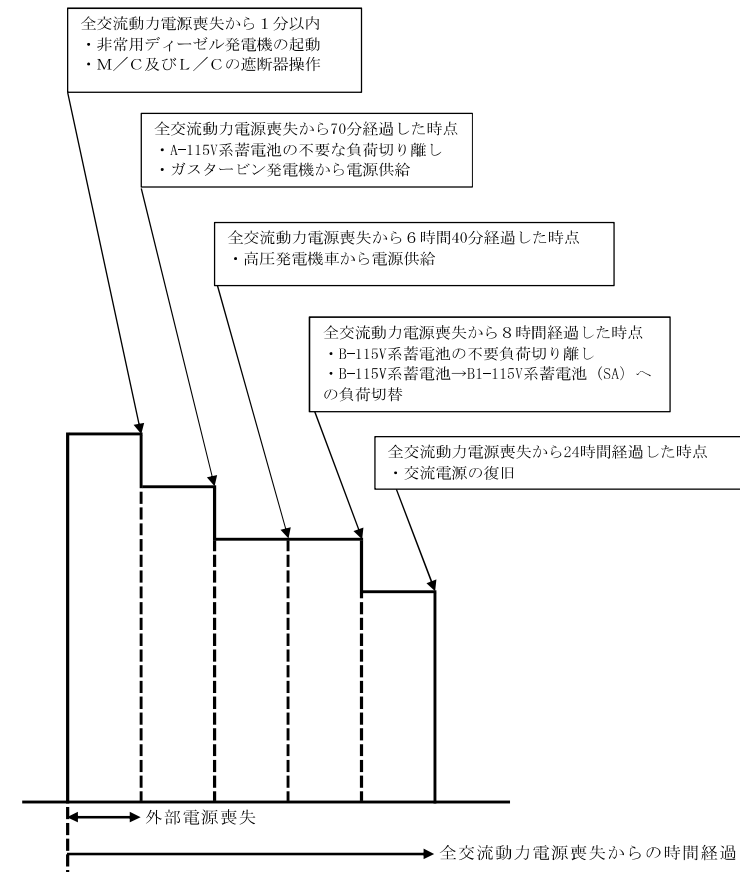 全交流動力電源喪失から１分以内
・非常用ディーゼル発電機の起動
・Ｍ／Ｃ及びＬ／Ｃの遮断器操作
全交流動力電源喪失から70分経過した時点
・A-115V系蓄電池の不要な負荷切り離し
・ガスタービン発電機から電源供給
全交流動力電源喪失から６時間40分経過した時点
・高圧発電機車から電源供給
全交流動力電源喪失から８時間経過した時点
・B-115V系蓄電池の不要負荷切り離し
・B-115V系蓄電池→B1-115V系蓄電池（SA）へ
の負荷切替
全交流動力電源喪失から24時間経過した時点
・交流電源の復旧
外部電源喪失
全交流動力電源喪失からの時間経過